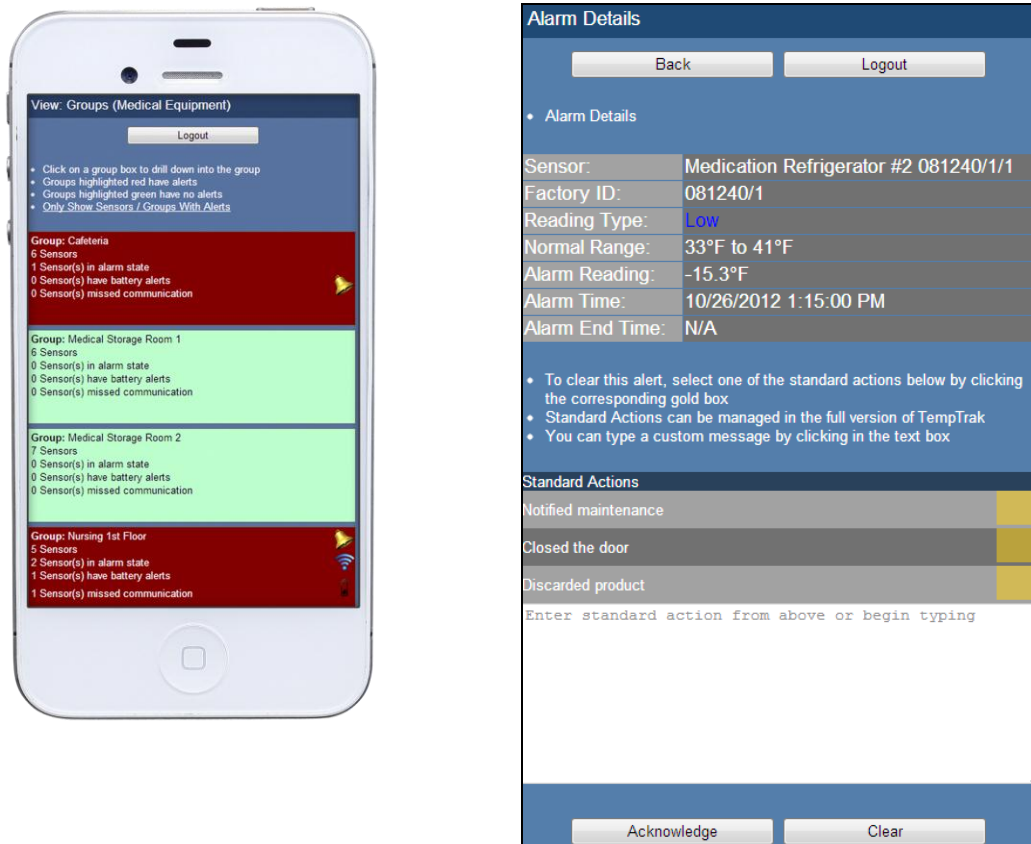 View: Groups (Medical Equipment)
Logout
Click on a group box to drill down into the group
Groups highlighted red have alerts
Groups highlighted green have no alerts
Only Show Sensors / Groups With Alerts
Group: Cafeteria
6 Sensors
1 Sensor(s) in alarm state
0 Sensor(s) have battery alerts
0 Sensor(s) missed communication
Group: Medical Storage Room 1
6 Sensors
0 Sensor(s) in alarm state
0 Sensor(s) have battery alerts
0 Sensor(s) missed communication
Group: Medical Storage Room 2
7 Sensors
0 Sensor(s) in alarm state
0 Sensor(s) have battery alerts
0 Sensor(s) missed communication
Group: Nursing 1st Floor
5 Sensors
2 Sensor(s) in alarm state
1 Sensor(s) have battery alerts
1 Sensor(s) missed communication
Alarm Details
Back Logout
Alarm Details
Sensor: Medication Refrigerator #2 081240/1/1
Factory ID: 081240/1
Reading Type: Low
Normal Range: 33°F to 41°F
Alarm Reading: -15.3°F
Alarm Time: 10/26/2012 1:15:00 PM
Alarm End Time: N/A
To clear this alert, select one of the standard actions below by clicking
the corresponding gold box
Standard Actions can be managed in the full version of TempTrak
You can type a custom message by clicking in the text box
Standard Actions
Notified maintenance
Closed the door
Discarded product
Enter standard action from above or begin typing
Acknowledge Clear